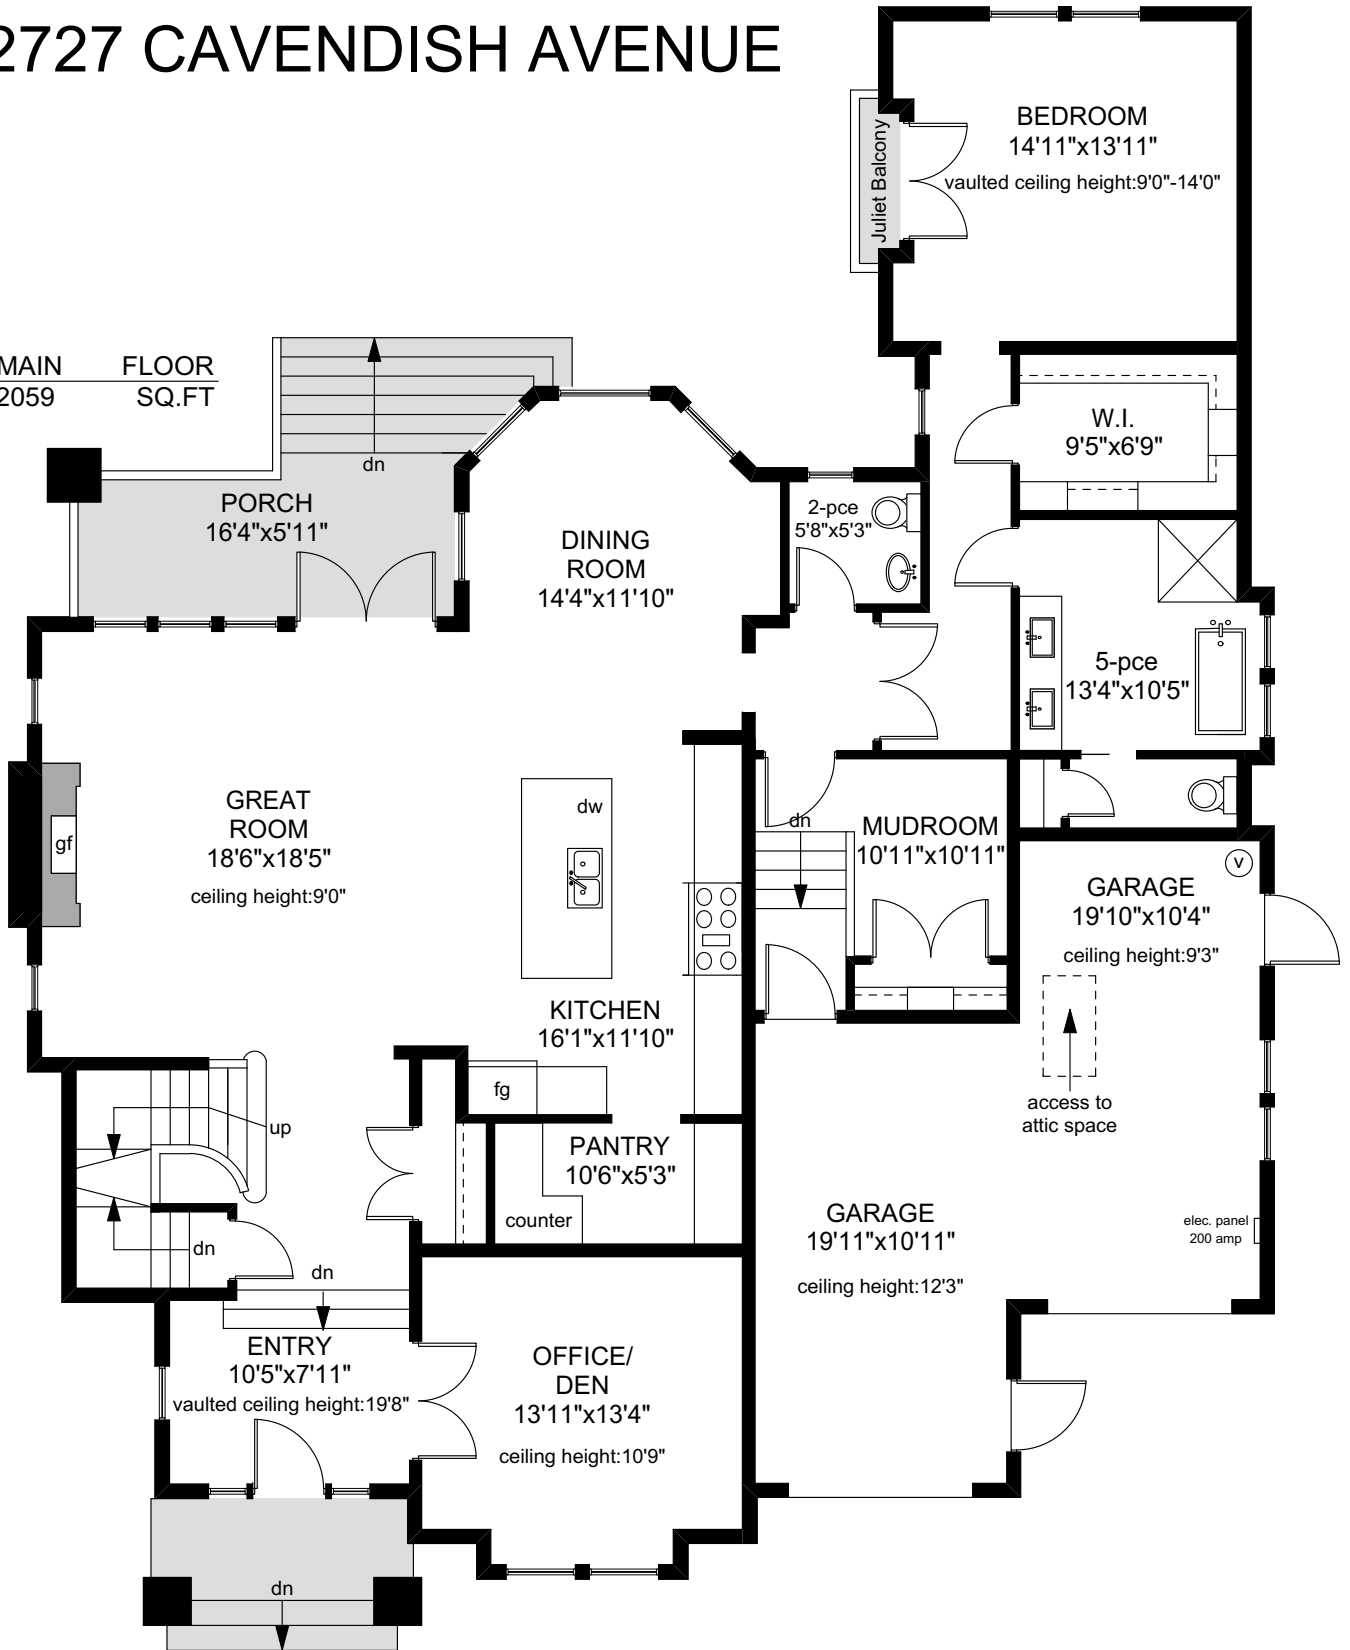 2727 CAVENDISH AVENUE
MAIN FLOOR
2059 SQ.FT
BEDROOM
14'11"x13'11"
vaulted ceiling height:9'0"-14'0"
Juliet Balcony
W.I.
9'5"x6'9"
dn
PORCH
16'4"x5'11"
2-pce
5'8"x5'3"
DINING
ROOM
14'4"x11'10"
5-pce
13'4"x10'5"
GREAT
ROOM
18'6"x18'5"
ceiling height:9'0"
gf
dw
dn
MUDROOM
10'11"x10'11"
V
GARAGE
19'10"x10'4"
ceiling height:9'3"
KITCHEN
16'1"x11'10"
fg
access to
attic space
up
PANTRY
10'6"x5'3"
counter
GARAGE
19'11"x10'11"
ceiling height:12'3"
elec. panel
200 amp
dn
dn
ENTRY
10'5"x7'11"
vaulted ceiling height:19'8"
OFFICE/
DEN
13'11"x13'4"
ceiling height:10'9"
dn